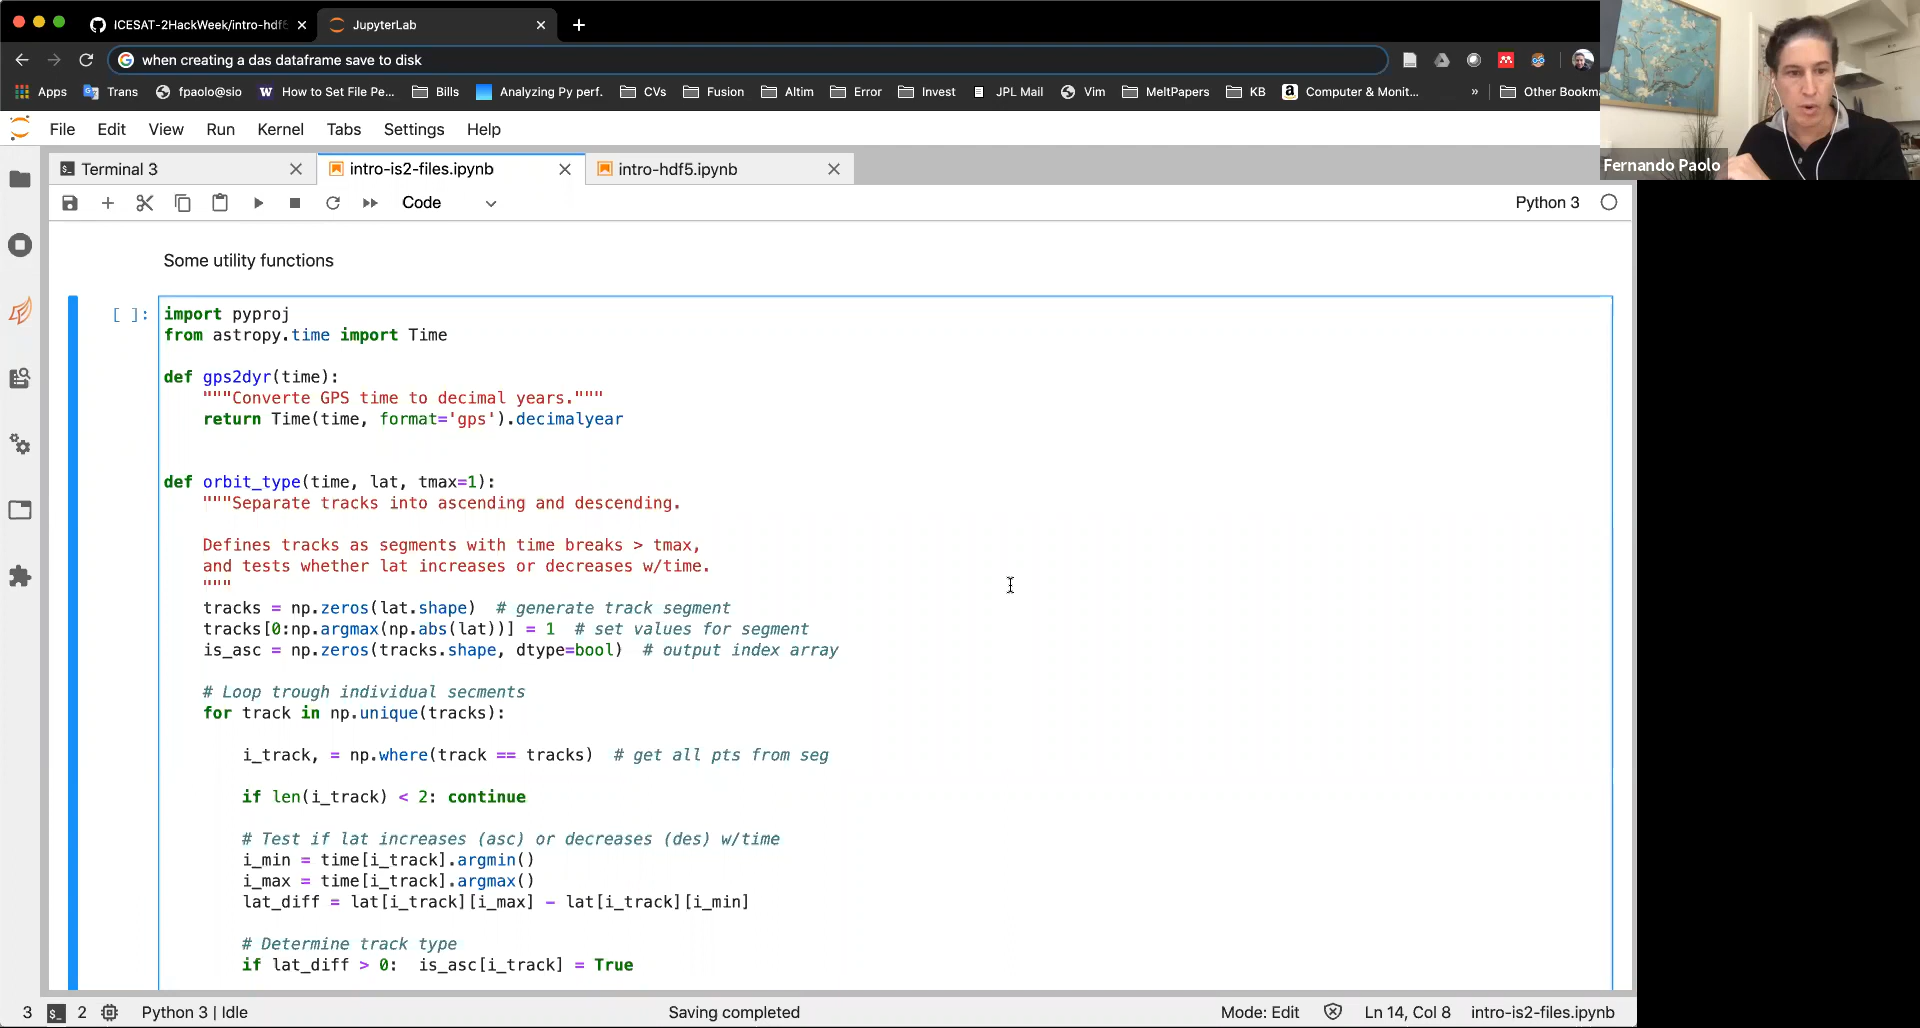 ICESAT-2HackWeek/intro-hdf5
JupyterLab
when creating a das dataframe save to disk
Apps
Trans
fpaolo@sio
W How to Set File Pe...
Bills
Analyzing Py perf.
CVs
Fusion
Altim
Error
Invest
JPL Mail
Vim
MeltPapers
KB
a Computer & Monit...
»
Other Bookma
Fernando Paolo
File Edit View Run Kernel Tabs Settings Help
Terminal 3
intro-is2-files.ipynb
intro-hdf5.ipynb
Code
Python 3
Some utility functions
[ ]:
import pyproj
from astropy.time import Time
def gps2dyr(time):
"""Converte GPS time to decimal years."""
return Time(time, format='gps').decimalyear
def orbit_type(time, lat, tmax=1):
"""Separate tracks into ascending and descending.
Defines tracks as segments with time breaks > tmax,
and tests whether lat increases or decreases w/time.
"""
tracks = np.zeros(lat.shape)  # generate track segment
tracks[0:np.argmax(np.abs(lat))] = 1  # set values for segment
is_asc = np.zeros(tracks.shape, dtype=bool)  # output index array
# Loop trough individual secments
for track in np.unique(tracks):
i_track, = np.where(track == tracks)  # get all pts from seg
if len(i_track) < 2: continue
# Test if lat increases (asc) or decreases (des) w/time
i_min = time[i_track].argmin()
i_max = time[i_track].argmax()
lat_diff = lat[i_track][i_max] - lat[i_track][i_min]
# Determine track type
if lat_diff > 0:  is_asc[i_track] = True
3 $_ 2 Python 3 | Idle
Saving completed
Mode: Edit
Ln 14, Col 8
intro-is2-files.ipynb